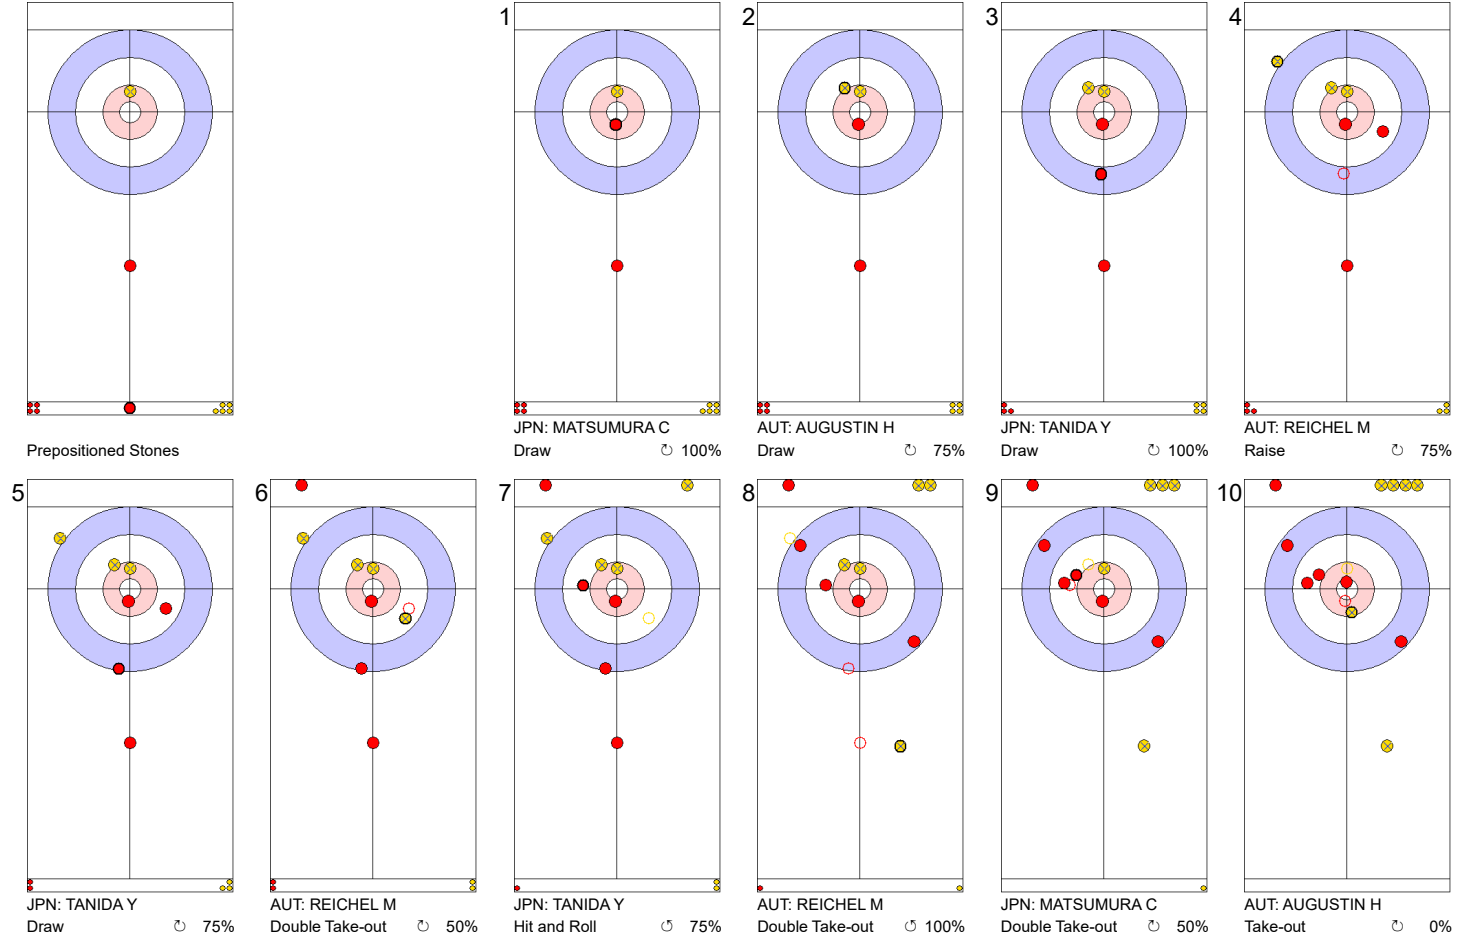 1
2
3
4
Prepositioned Stones
JPN: MATSUMURA C
Draw ↻ 100%
AUT: AUGUSTIN H
Draw ↻ 75%
JPN: TANIDA Y
Draw ↻ 100%
AUT: REICHEL M
Raise ↻ 75%
5
6
7
8
9
10
JPN: TANIDA Y
Draw ↻ 75%
AUT: REICHEL M
Double Take-out ↻ 50%
JPN: TANIDA Y
Hit and Roll ↺ 75%
AUT: REICHEL M
Double Take-out ↺ 100%
JPN: MATSUMURA C
Double Take-out ↻ 50%
AUT: AUGUSTIN H
Take-out ↻ 0%